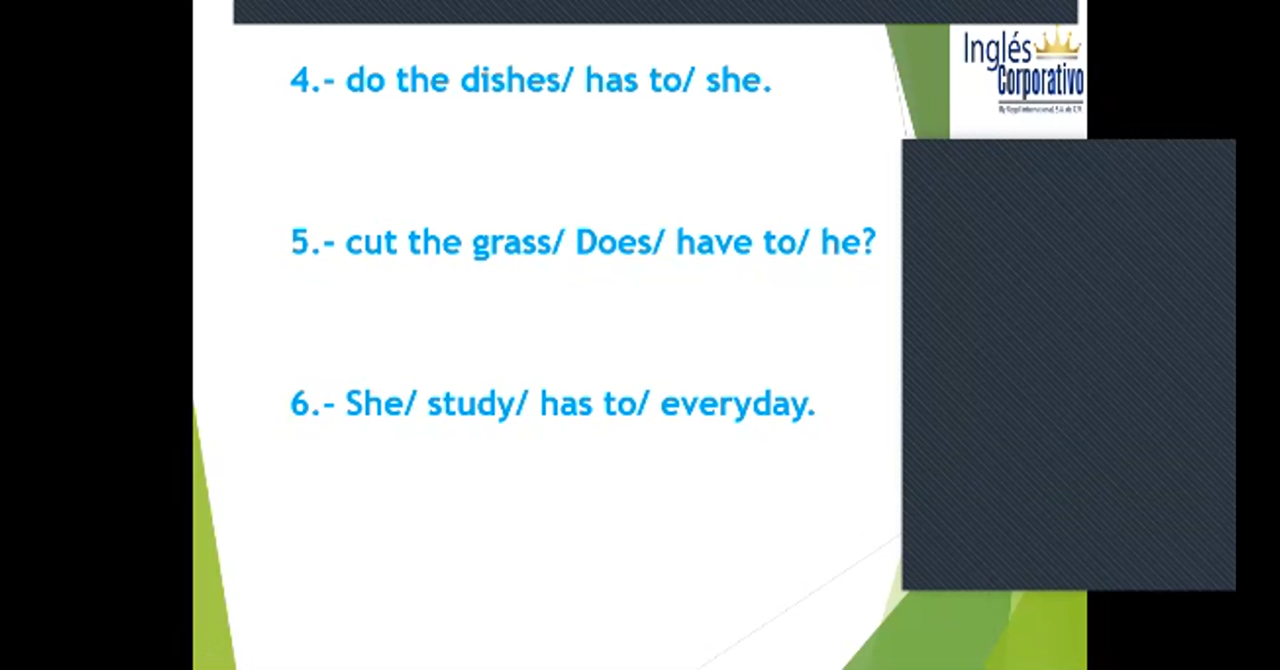 Inglés
Corporativo
4.- do the dishes/ has to/ she.
5.- cut the grass/ Does/ have to/ he?
6.- She/ study/ has to/ everyday.